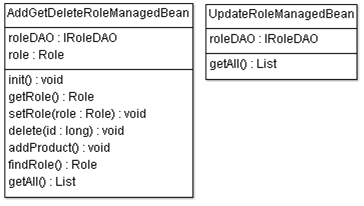 AddGetDeleteRoleManagedBean
roleDAO : IRoleDAO
role : Role
init() : void
getRole() : Role
setRole(role : Role) : void
delete(id : long) : void
addProduct() : void
findRole() : Role
getAll() : List
UpdateRoleManagedBean
roleDAO : IRoleDAO
getAll() : List